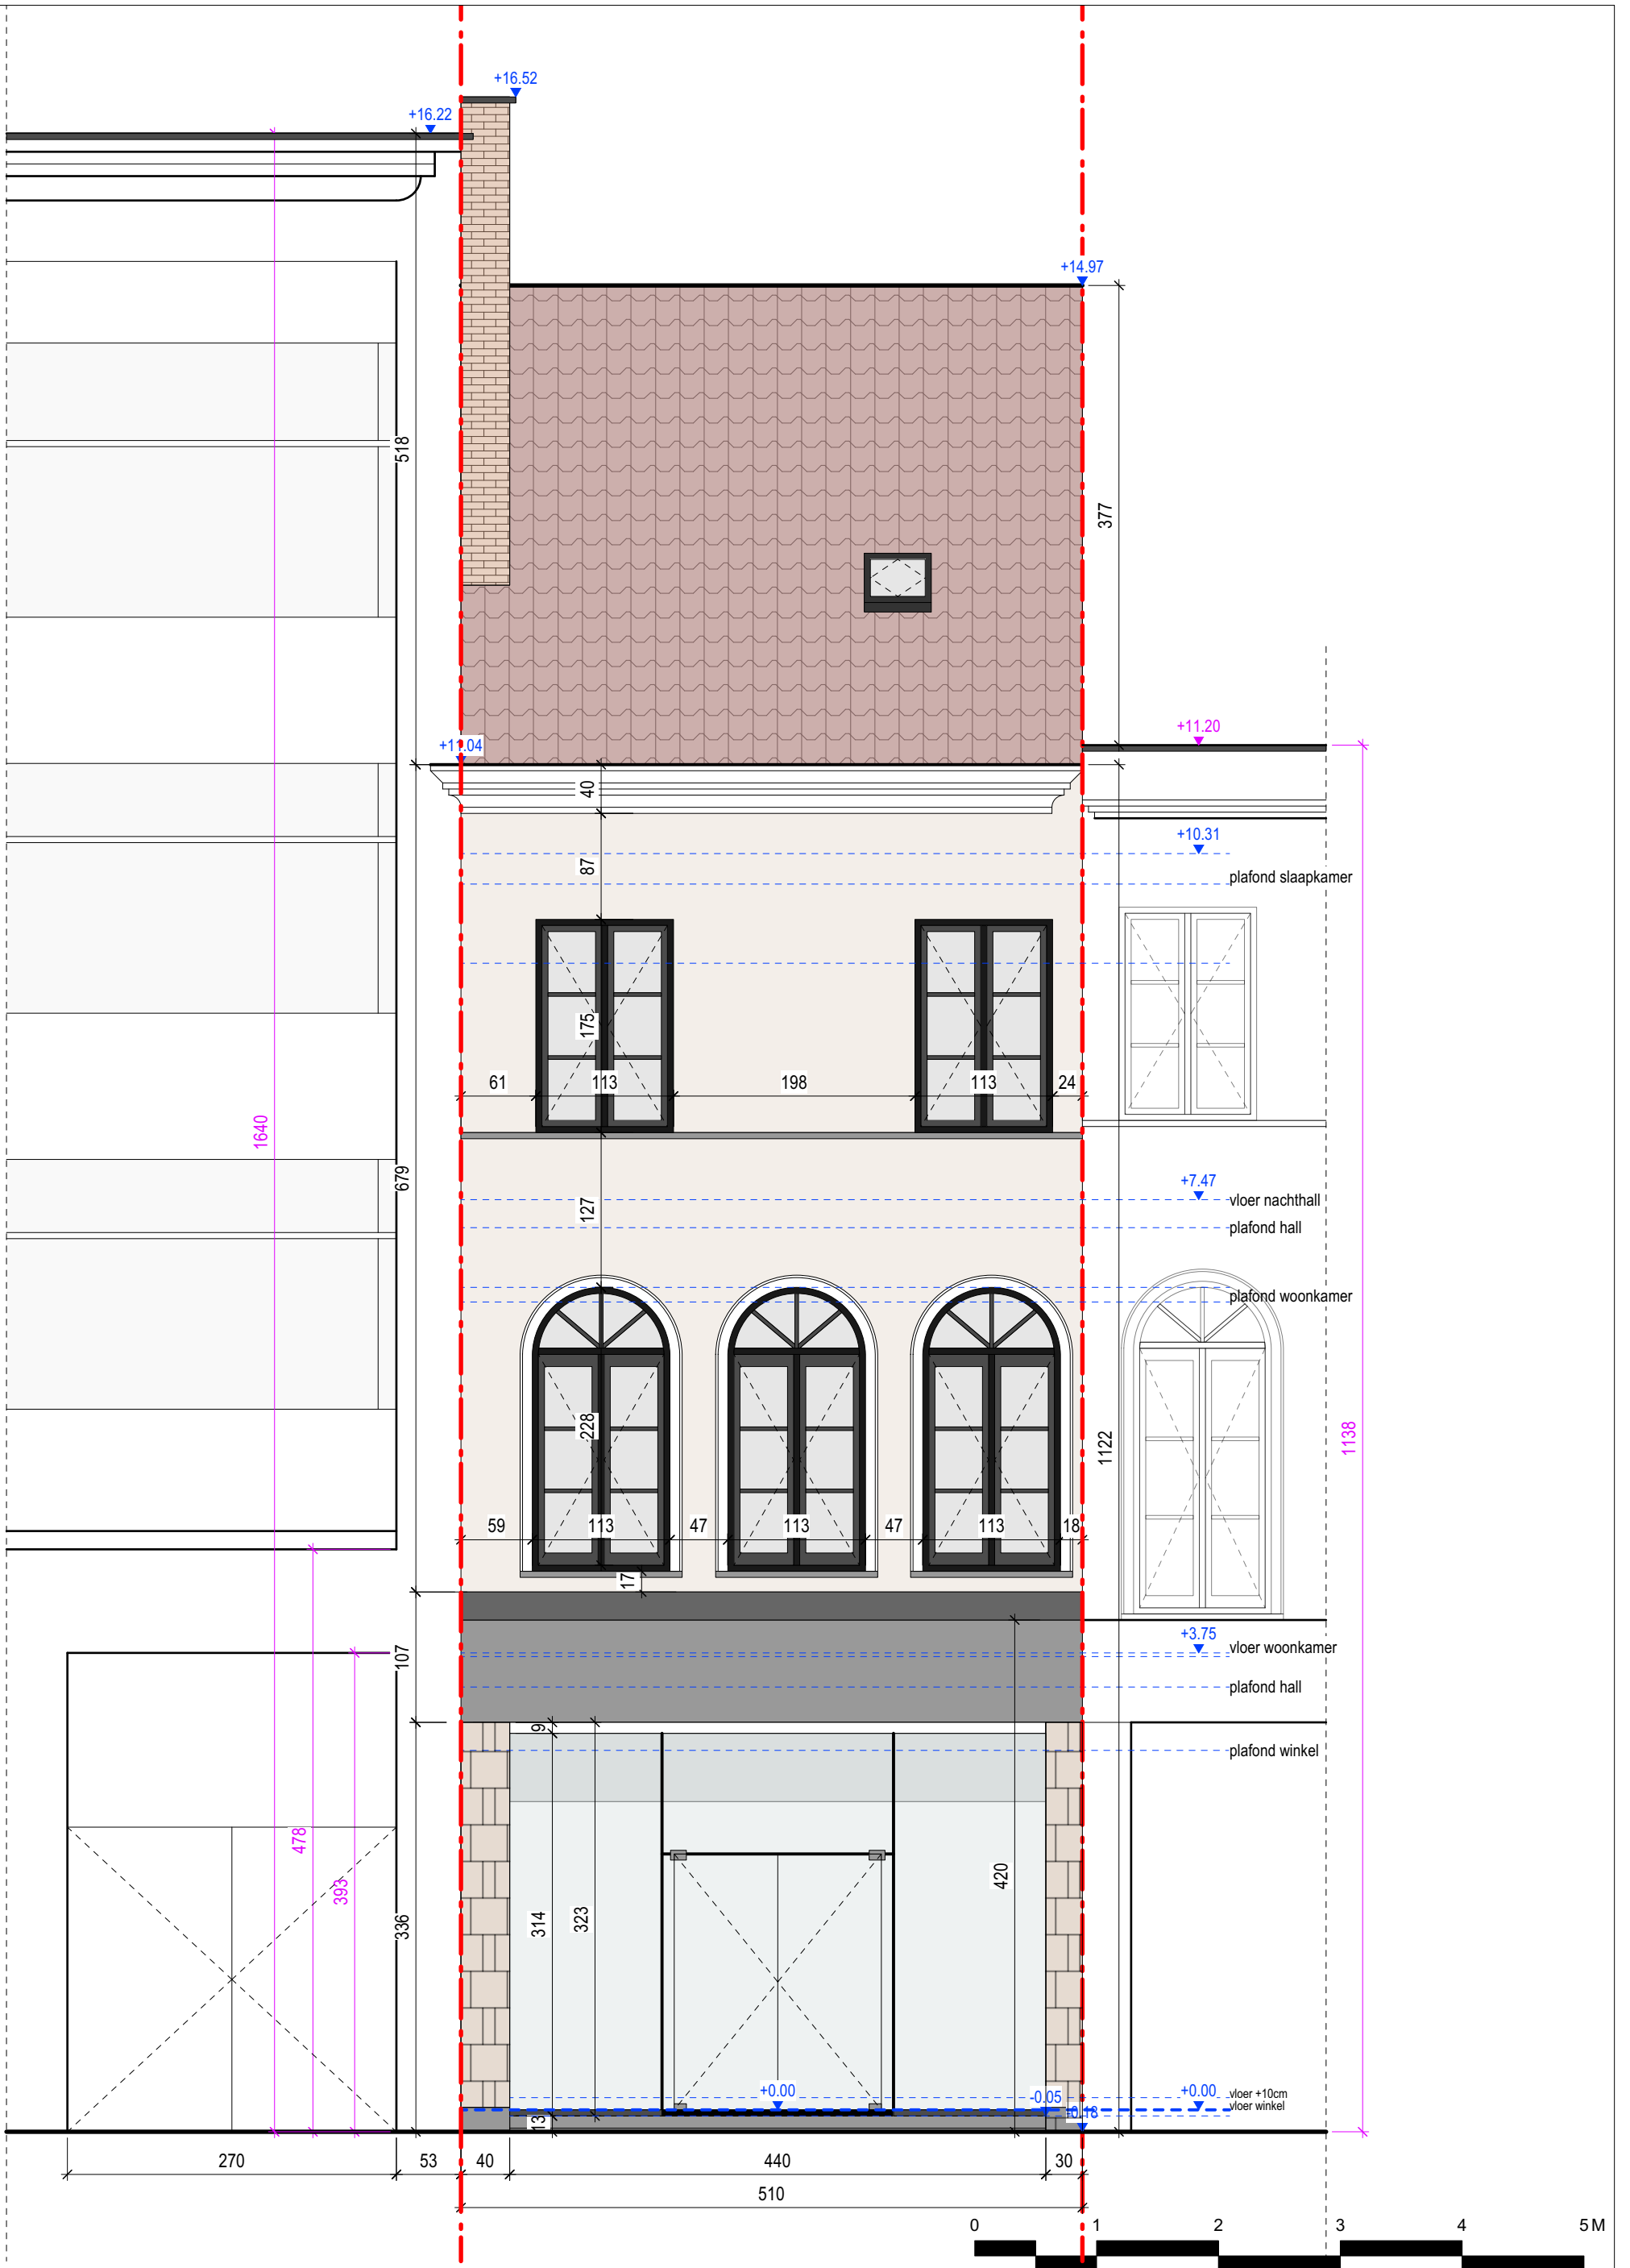 +16.52
+16.22
+14.97
518
377
+11.20
+11.04
40
+10.31
87
plafond slaapkamer
175
61 113 198 113 24
1640
679
+7.47
vloer nachthall
127
plafond hall
plafond woonkamer
228
1122
1138
59 113 47 113 47 113 18
17
+3.75
vloer woonkamer
107
plafond hall
9
plafond winkel
478
420
393
336
314
323
+0.00
-0.05
+0.00
vloer +10cm
vloer winkel
-0.18
13
270 53 40 440 30
510
0 1 2 3 4 5 M